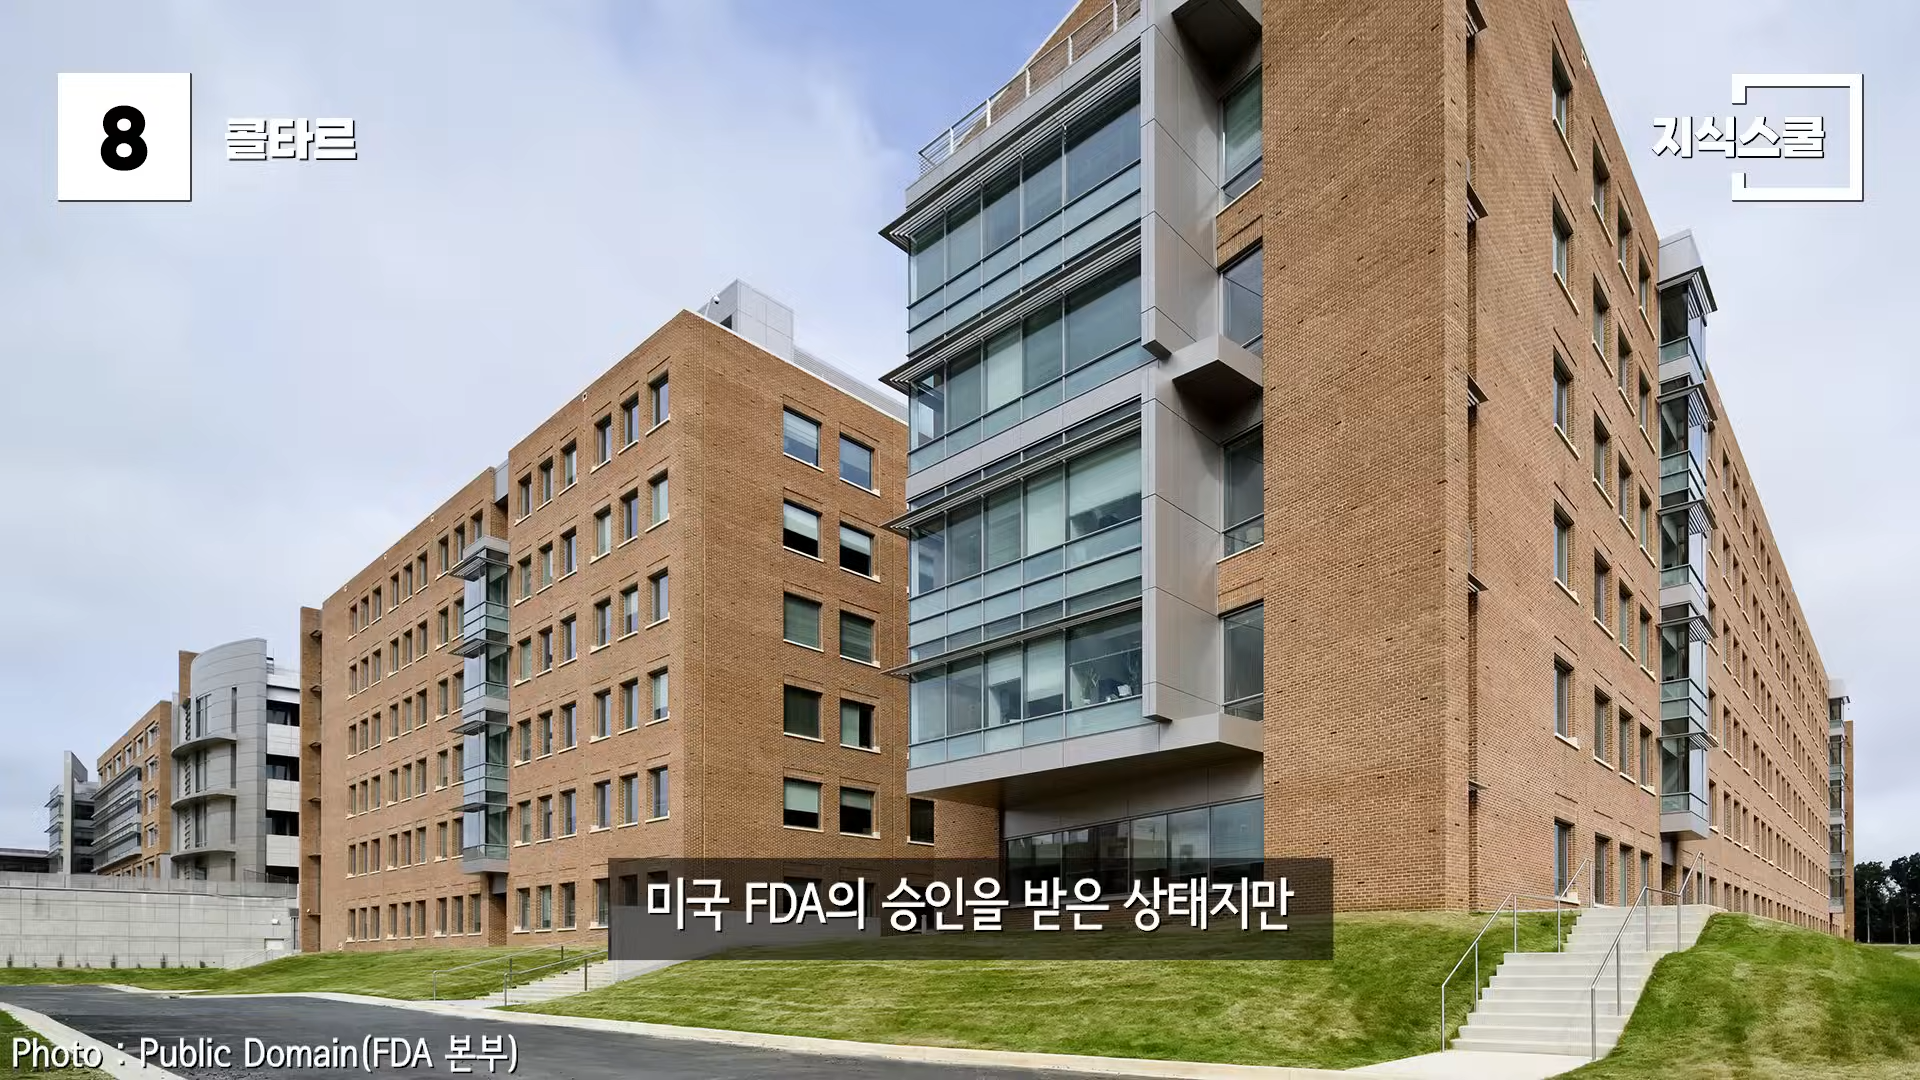 8
콜타르
지식스쿨
미국 FDA의 승인을 받은 상태지만
Photo : Public Domain(FDA 본부)